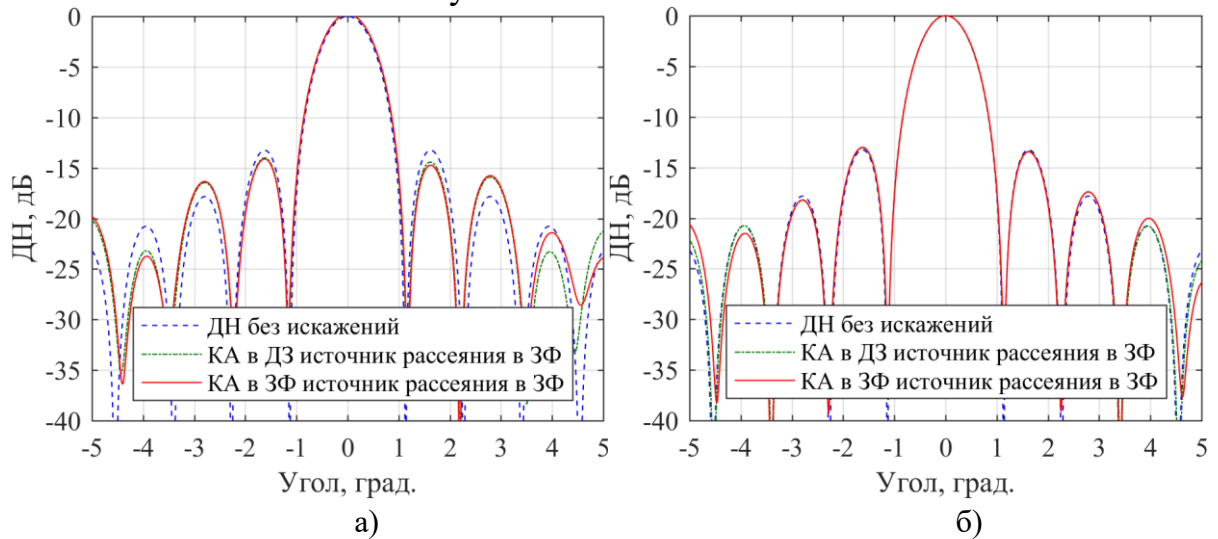 0
-5
-10
-15
-20
-25
-30
-35
-40
ДН, дБ
ДН без искажений
КА в ДЗ источник рассеяния в ЗФ
КА в ЗФ источник рассеяния в ЗФ
-5 -4 -3 -2 -1 0 1 2 3 4 5
Угол, град.
а)
0
-5
-10
-15
-20
-25
-30
-35
-40
ДН, дБ
ДН без искажений
КА в ДЗ источник рассеяния в ЗФ
КА в ЗФ источник рассеяния в ЗФ
-5 -4 -3 -2 -1 0 1 2 3 4 5
Угол, град.
б)